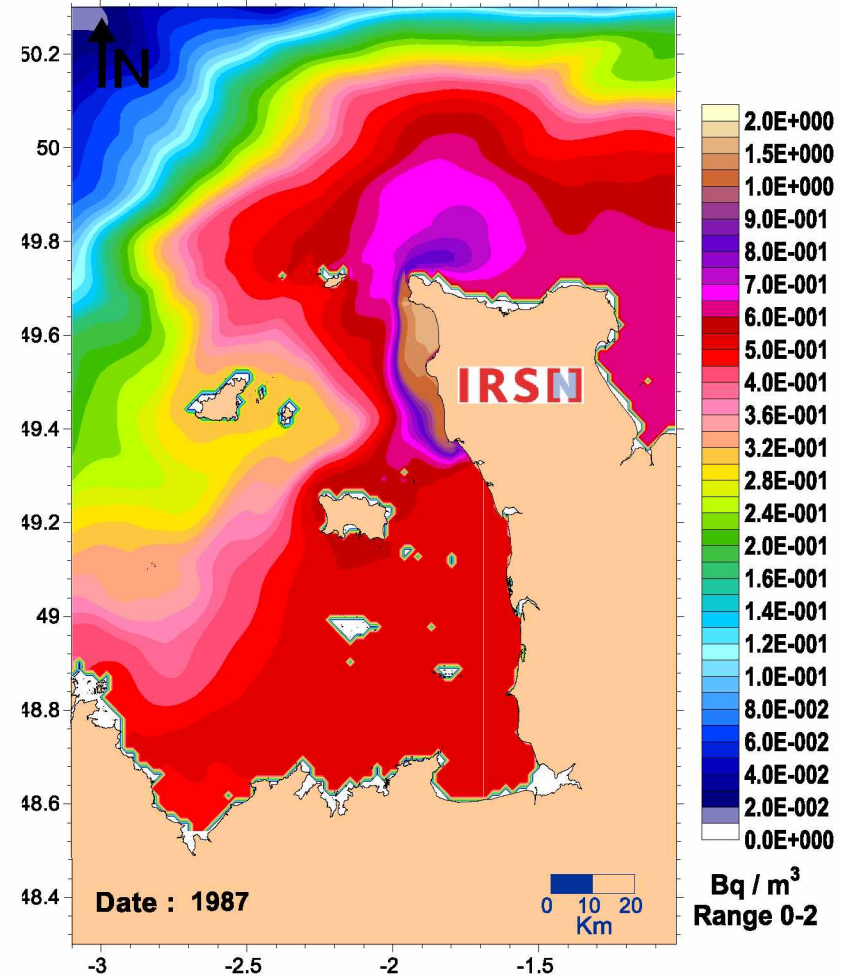 N
50.2
50
49.8
49.6
49.4
49.2
49
48.8
48.6
48.4
-3
-2.5
-2
-1.5
IRSN
Date : 1987
0 10 20
Km
2.0E+000
1.5E+000
1.0E+000
9.0E-001
8.0E-001
7.0E-001
6.0E-001
5.0E-001
4.0E-001
3.6E-001
3.2E-001
2.8E-001
2.4E-001
2.0E-001
1.6E-001
1.4E-001
1.2E-001
1.0E-001
8.0E-002
6.0E-002
4.0E-002
2.0E-002
0.0E+000
Bq / m³
Range 0-2